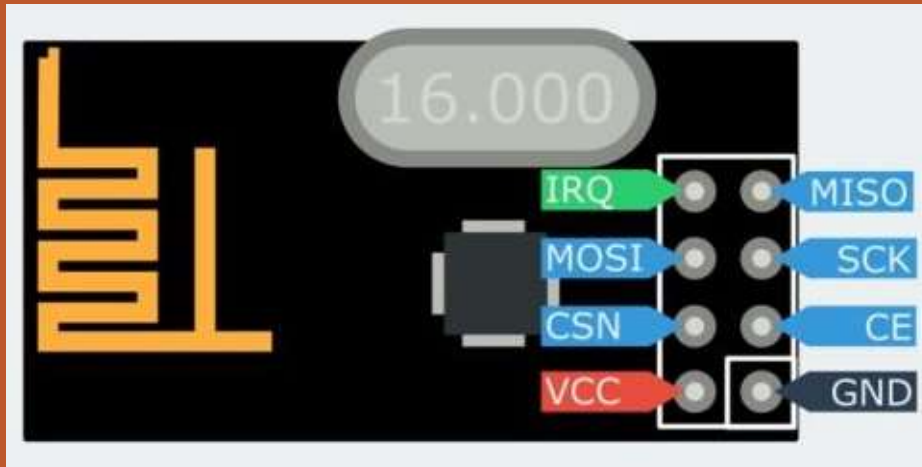 16.000
IRQ MISO
MOSI SCK
CSN CE
VCC GND